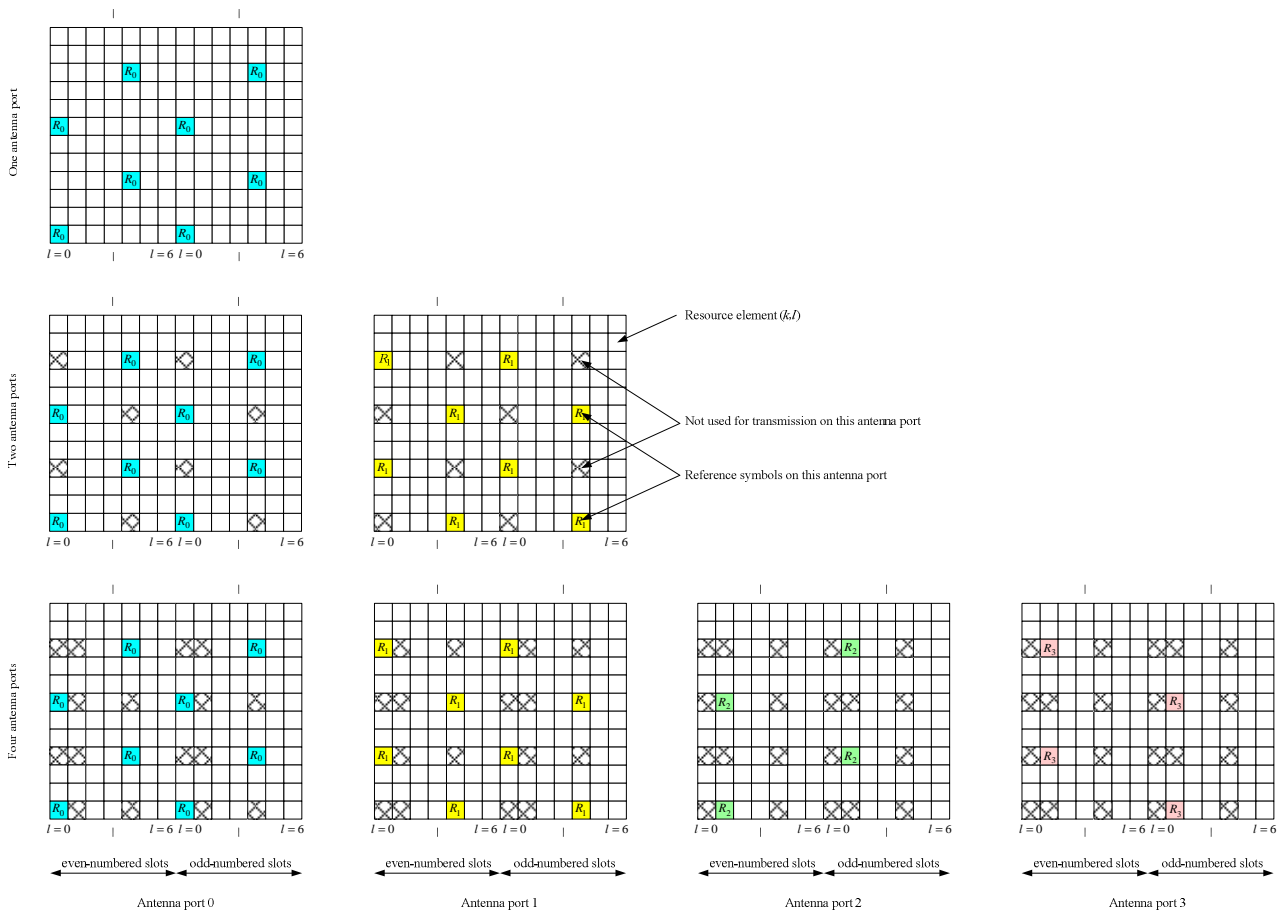 One antenna port
R0 R0
R0 R0
R0 R0
R0 R0
l = 0 l = 6 l = 0 l = 6
Two antenna ports
Resource element (k,l)
R0 R0 R1 R1
Not used for transmission on this antenna port
R0 R0 R1 R1
Reference symbols on this antenna port
R0 R0 R1 R1
R0 R0 R1 R1
l = 0 l = 6 l = 0 l = 6 l = 0 l = 6 l = 0 l = 6
Four antenna ports
R0 R0 R1 R1 R2 R3
R0 R0 R1 R1 R2 R3
R0 R0 R1 R1 R2 R3
R0 R0 R1 R1 R2 R3
l = 0 l = 6 l = 0 l = 6 l = 0 l = 6 l = 0 l = 6 l = 0 l = 6 l = 0 l = 6 l = 0 l = 6 l = 0 l = 6
even-numbered slots odd-numbered slots even-numbered slots odd-numbered slots even-numbered slots odd-numbered slots even-numbered slots odd-numbered slots
Antenna port 0 Antenna port 1 Antenna port 2 Antenna port 3